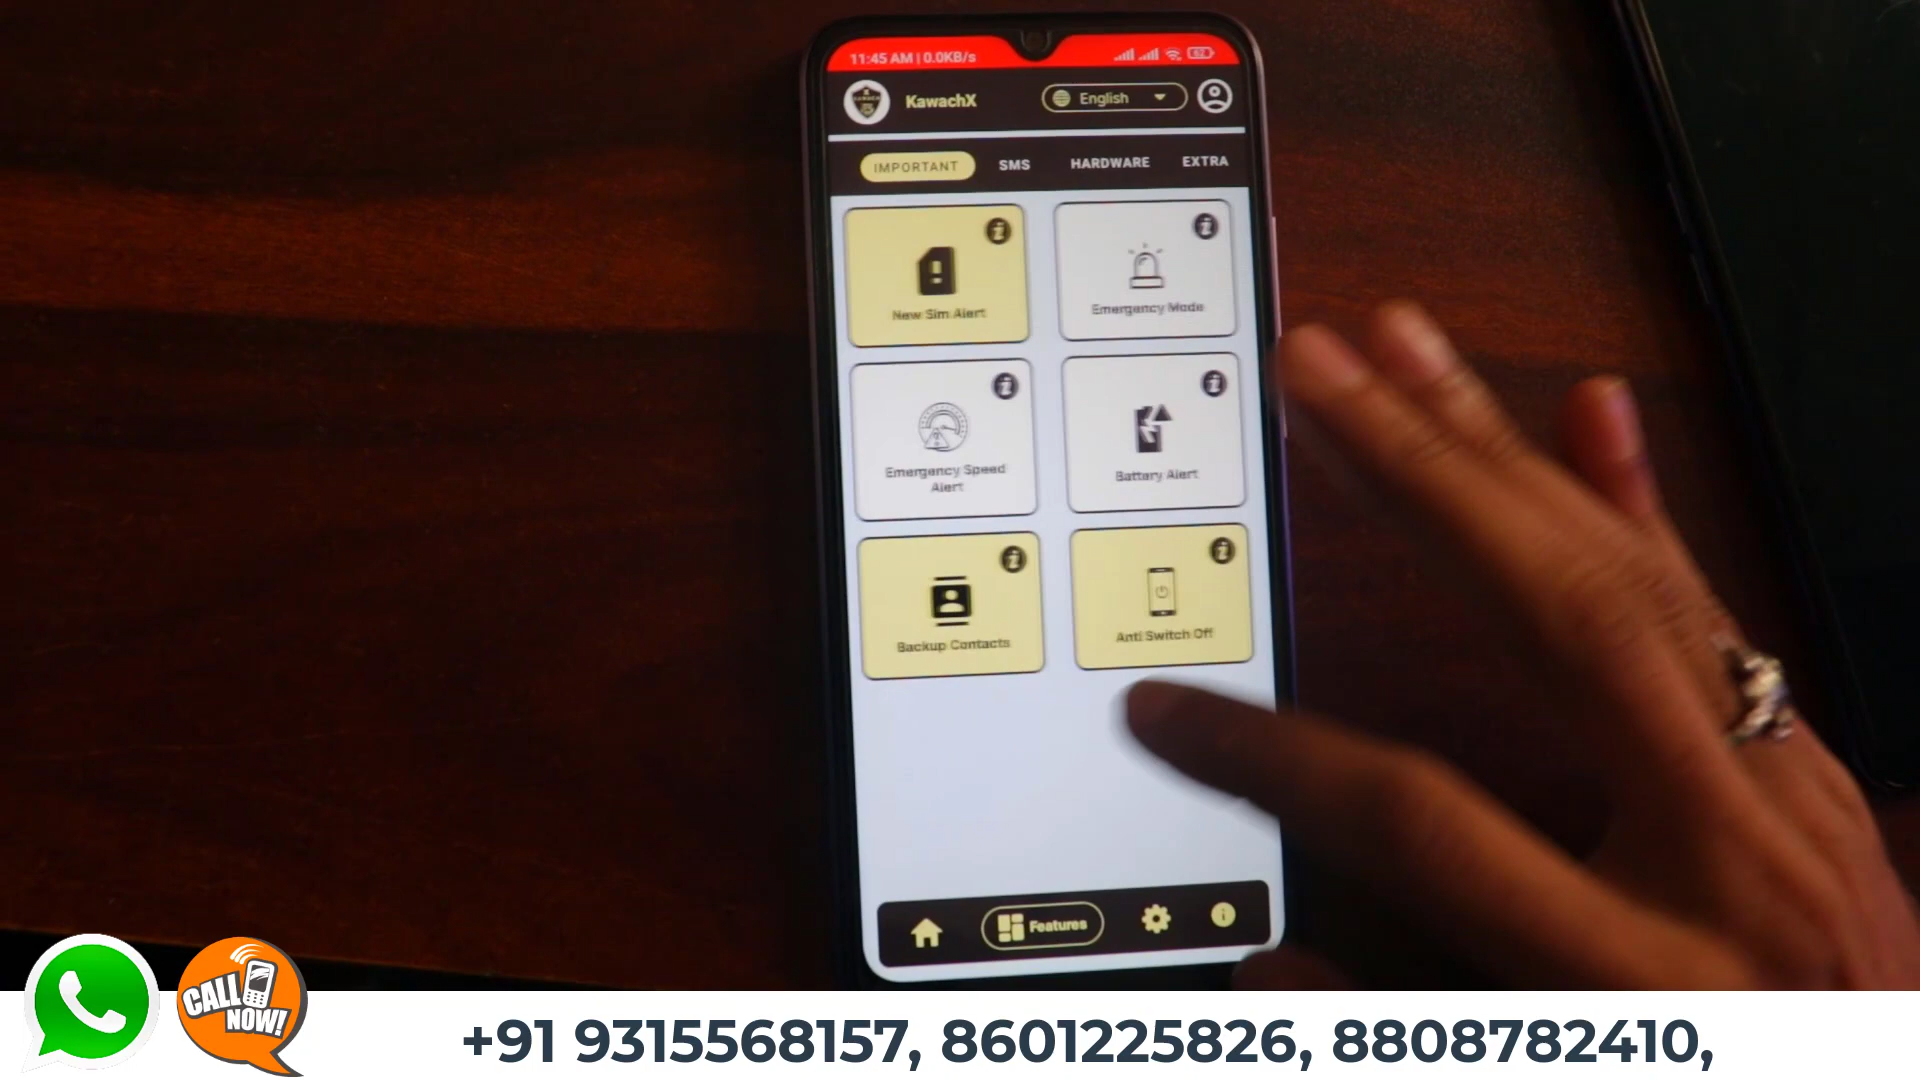 11:45 AM | 0.0KB/s
62
KawachX
English
IMPORTANT
SMS
HARDWARE
EXTRA
New Sim Alert
Emergency Mode
Emergency Speed
Alert
Battery Alert
Backup Contacts
Anti Switch Off
Features
CALL
NOW!
+91 9315568157, 8601225826, 8808782410,